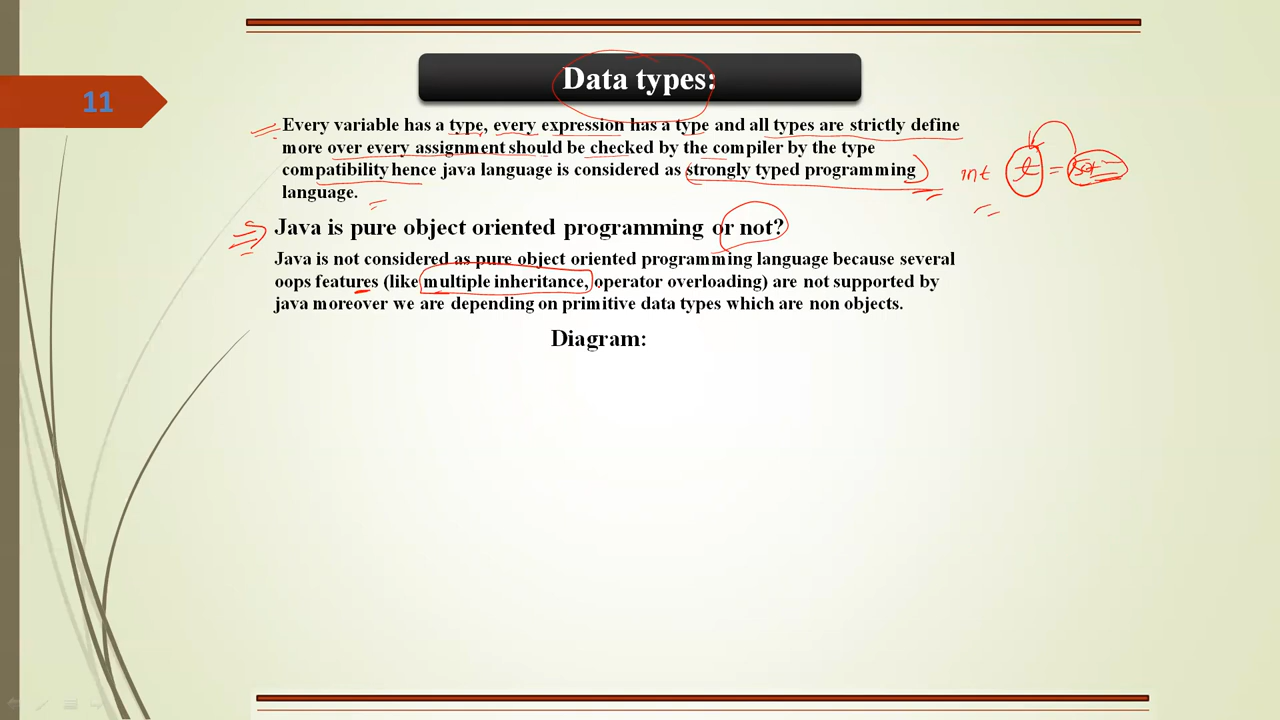 11
Data types:
Every variable has a type, every expression has a type and all types are strictly define
more over every assignment should be checked by the compiler by the type
compatibility hence java language is considered as strongly typed programming
language.
int =
Java is pure object oriented programming or not?
Java is not considered as pure object oriented programming language because several
oops features (like multiple inheritance, operator overloading) are not supported by
java moreover we are depending on primitive data types which are non objects.
Diagram: